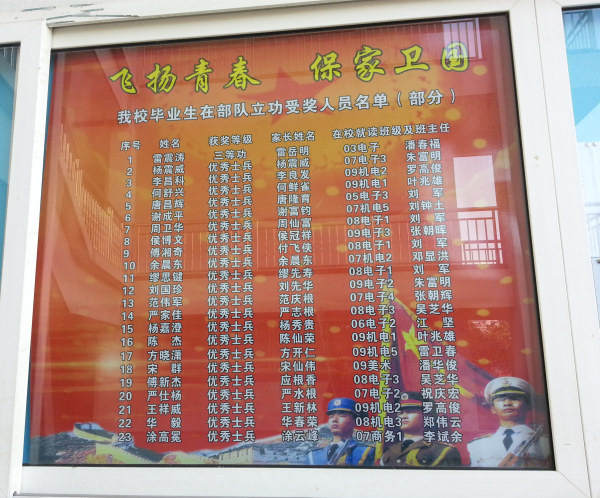 飞扬青春 保家卫国
我校毕业生在部队立功受奖人员名单（部分）
序号 姓名 获奖等级 家长姓名 在校就读班级及班主任
1 雷震涛 三等功 雷岳明 03电子 潘春福
2 杨震威 优秀士兵 杨震威 07电子3 朱富明
3 李昌科 优秀士兵 李良发 09机电2 罗高俊
4 何舒兴 优秀士兵 何鲜雀 09机电1 叶兆雄
5 唐昌辉 优秀士兵 唐隆育 05电子3 刘军
6 谢成平 优秀士兵 谢富钧 07机电5 刘钟土
7 周卫华 优秀士兵 周仙富 08电子1 刘军
8 侯博文 优秀士兵 侯冠祥 09电子3 张朝晖
9 傅湘奇 优秀士兵 付飞侠 08电子1 刘军
10 余晨东 优秀士兵 余晨东 07机电2 邓显洪
11 缪思键 优秀士兵 缪先寿 08电子1 刘军
12 刘国珍 优秀士兵 刘先华 09电子2 朱富明
13 范伟军 优秀士兵 范庆根 07电子4 张朝辉
14 严家佳 优秀士兵 严志根 08电子3 吴芝华
15 杨嘉澄 优秀士兵 杨秀贵 06电子2 江坚
16 陈杰 优秀士兵 陈仙荣 09机电1 叶兆雄
17 方晓潇 优秀士兵 方开仁 09机电5 雷卫春
18 宋群 优秀士兵 宋仙伟 09美术 潘华俊
19 傅新杰 优秀士兵 应根香 08电子3 吴芝华
20 严仕杨 优秀士兵 严水根 07电子2 祝庆宏
21 王祥威 优秀士兵 王新林 09机电2 罗高俊
22 华毅 优秀士兵 华春荣 08机电3 郑伟云
23 涂高冕 优秀士兵 涂云峰 07商务1 李斌余